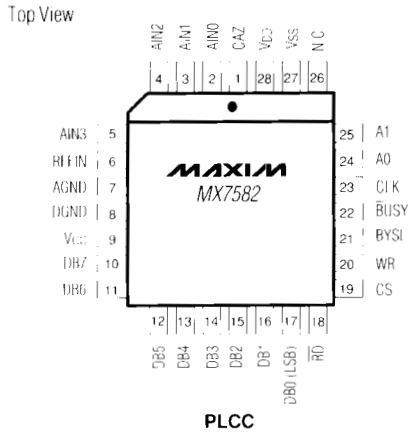 Top View
AIN2 AIN1 AIN0 CAZ VDD VSS N.C
4 3 2 1 28 27 26
AIN3 5
REFIN 6
AGND 7
DGND 8
VCC 9
DB7 10
DB6 11
MAXIM
MX7582
25 A1
24 A0
23 CLK
22 BUSY
21 BYSL
20 WR
19 CS
12 13 14 15 16 17 18
DB5 DB4 DB3 DB2 DB1 DB0 (LSB) RD
PLCC